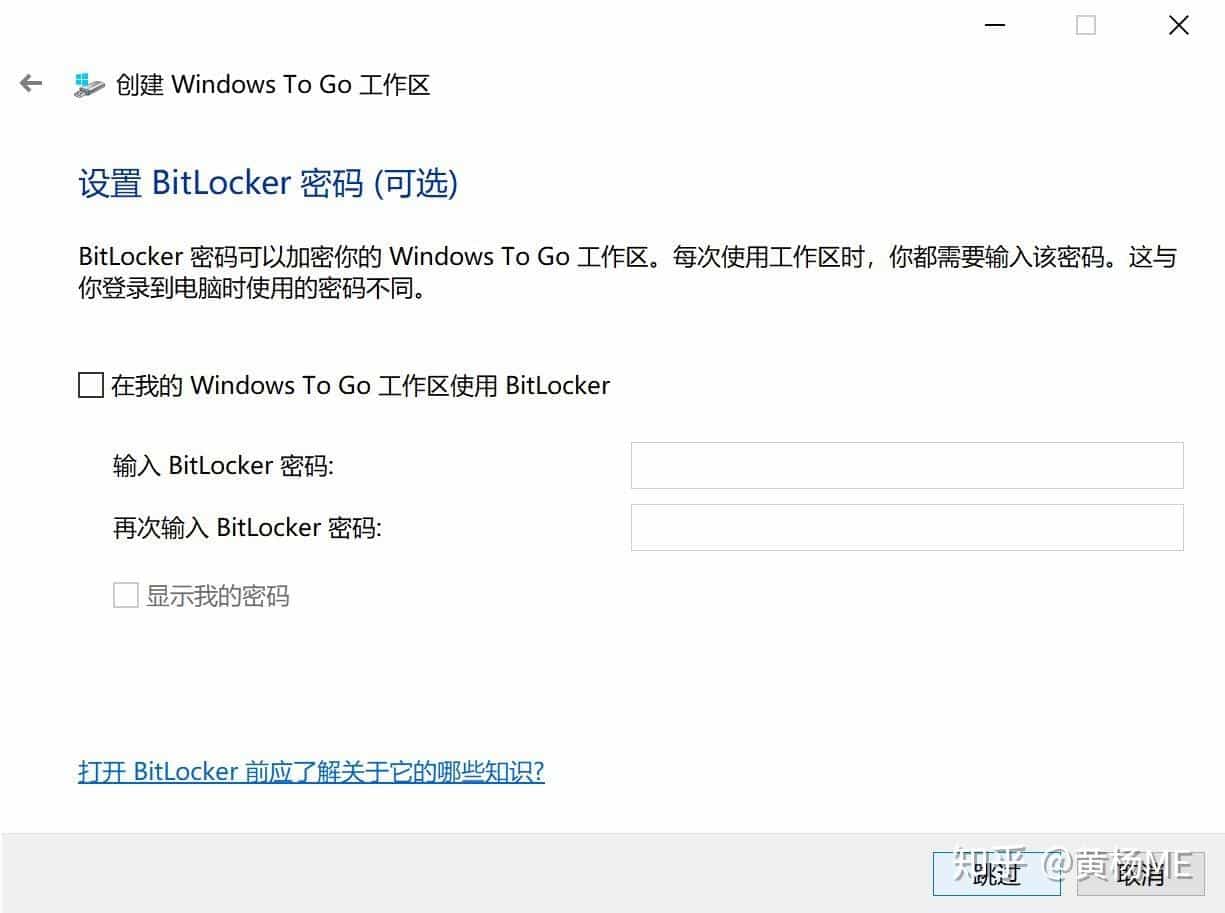 创建 Windows To Go 工作区
设置 BitLocker 密码 (可选)
BitLocker 密码可以加密你的 Windows To Go 工作区。每次使用工作区时，你都需要输入该密码。这与
你登录到电脑时使用的密码不同。
在我的 Windows To Go 工作区使用 BitLocker
输入 BitLocker 密码:
再次输入 BitLocker 密码:
显示我的密码
打开 BitLocker 前应了解关于它的哪些知识?
跳过
取消
知乎 @黄杨ME